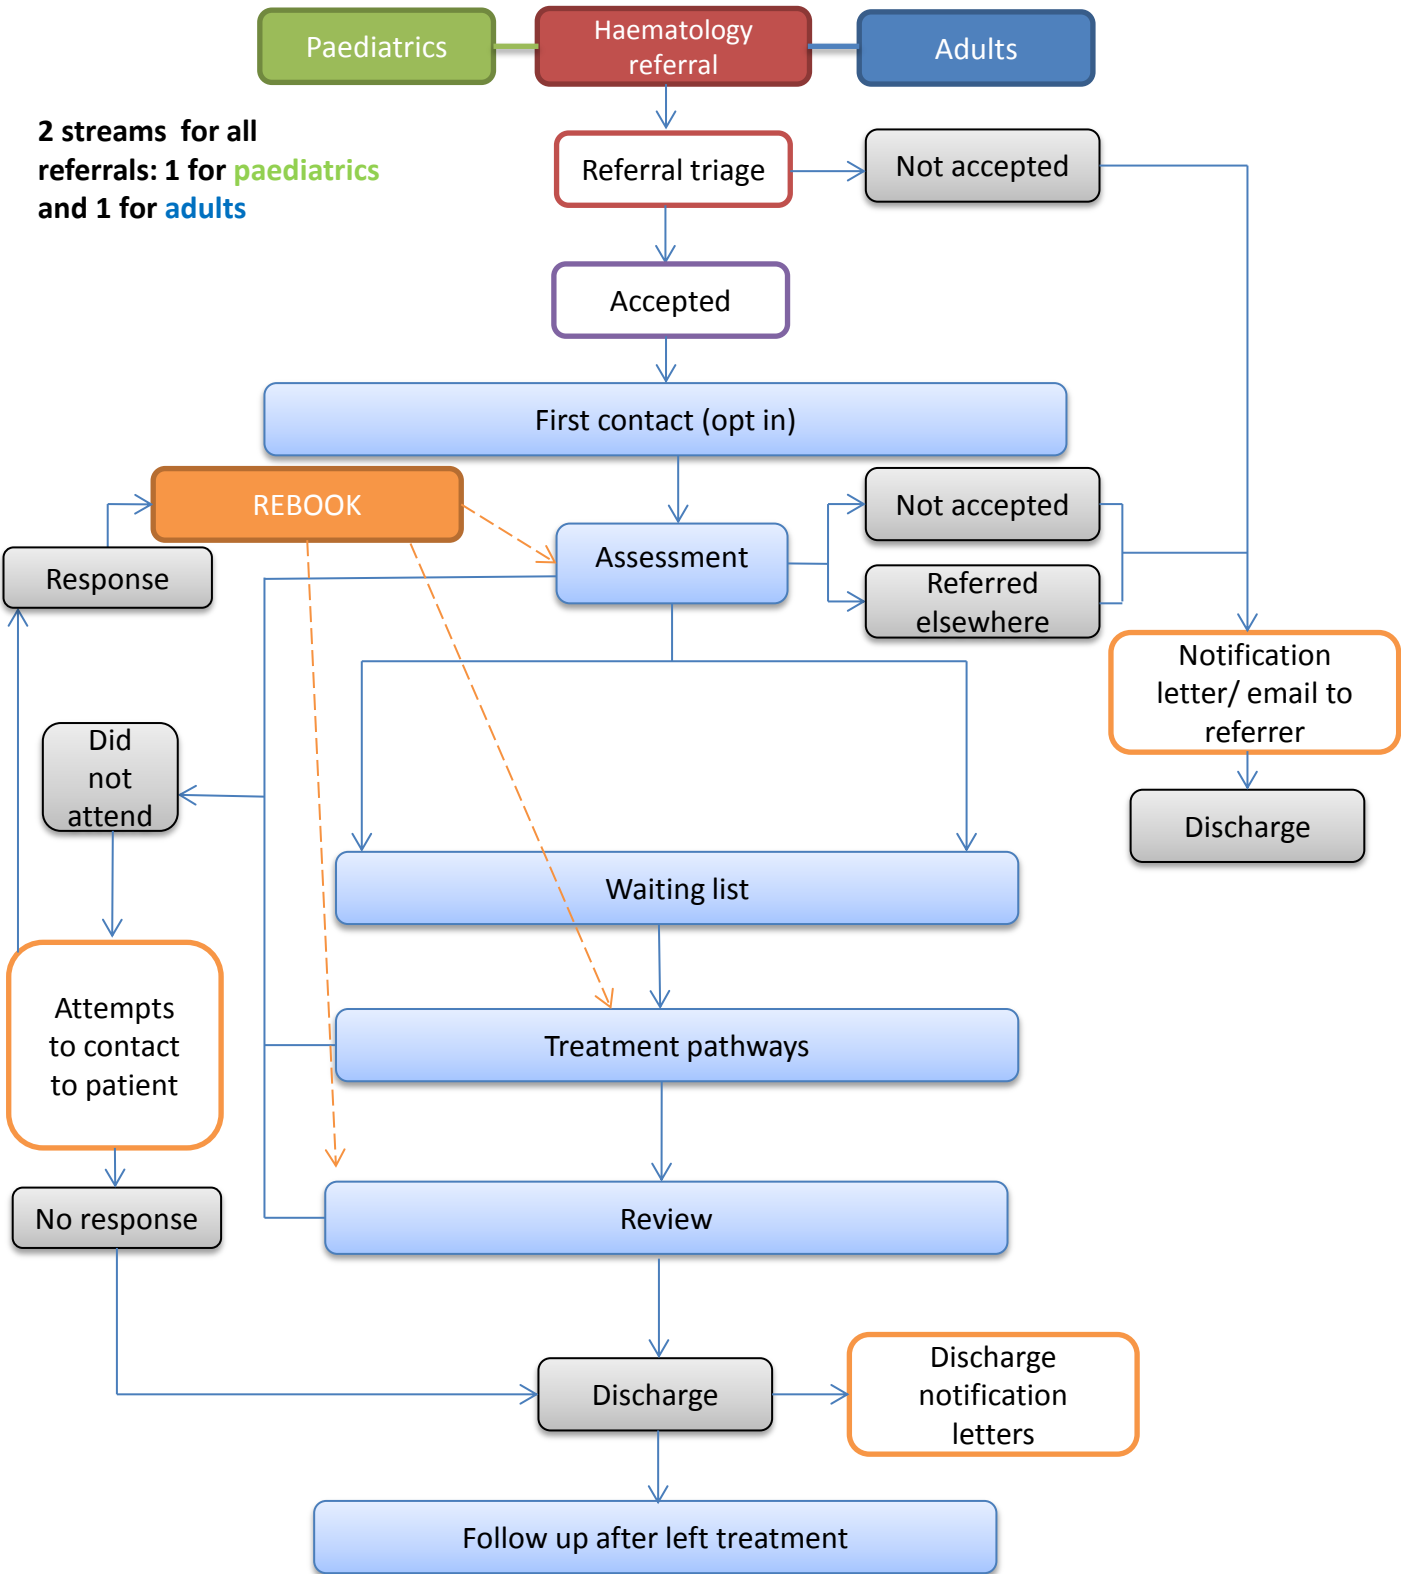 Paediatrics
Haematology
referral
Adults
2 streams for all
referrals: 1 for paediatrics
and 1 for adults
Referral triage
Not accepted
Accepted
First contact (opt in)
REBOOK
Not accepted
Assessment
Response
Referred
elsewhere
Notification
letter/ email to
referrer
Did
not
attend
Discharge
Waiting list
Attempts
to contact
to patient
Treatment pathways
No response
Review
Discharge
Discharge
notification
letters
Follow up after left treatment